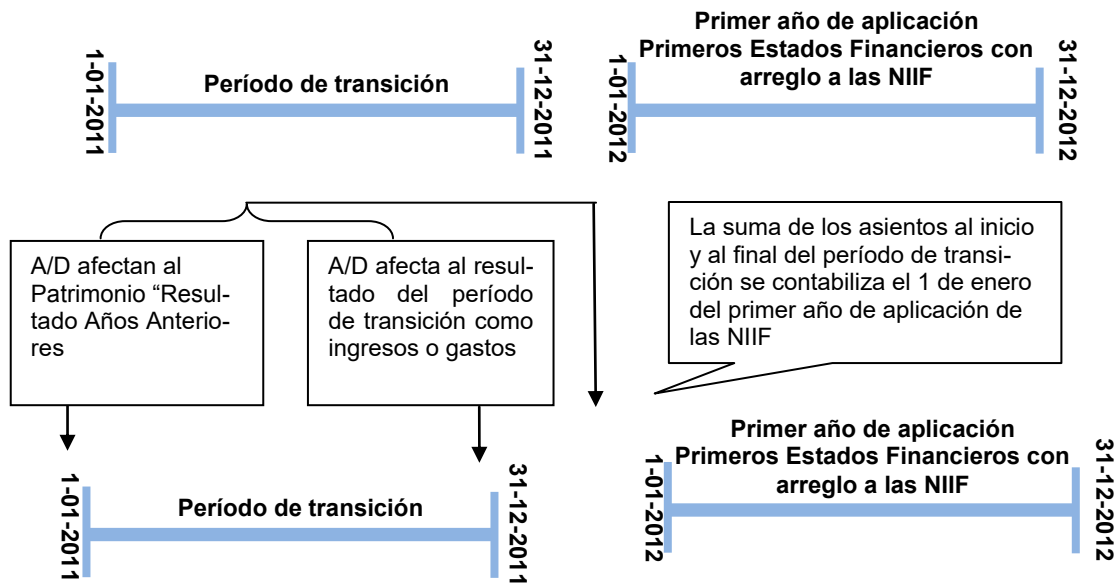 Período de transición
1-01-2011
31-12-2011
Primer año de aplicación
Primeros Estados Financieros con
arreglo a las NIIF
1-01-2012
31-12-2012
A/D afectan al
Patrimonio “Resul-
tado Años Anterio-
res
A/D afecta al resul-
tado del período
de transición como
ingresos o gastos
La suma de los asientos al inicio
y al final del período de transi-
ción se contabiliza el 1 de enero
del primer año de aplicación de
las NIIF
Período de transición
1-01-2011
31-12-2011
Primer año de aplicación
Primeros Estados Financieros con
arreglo a las NIIF
1-01-2012
31-12-2012